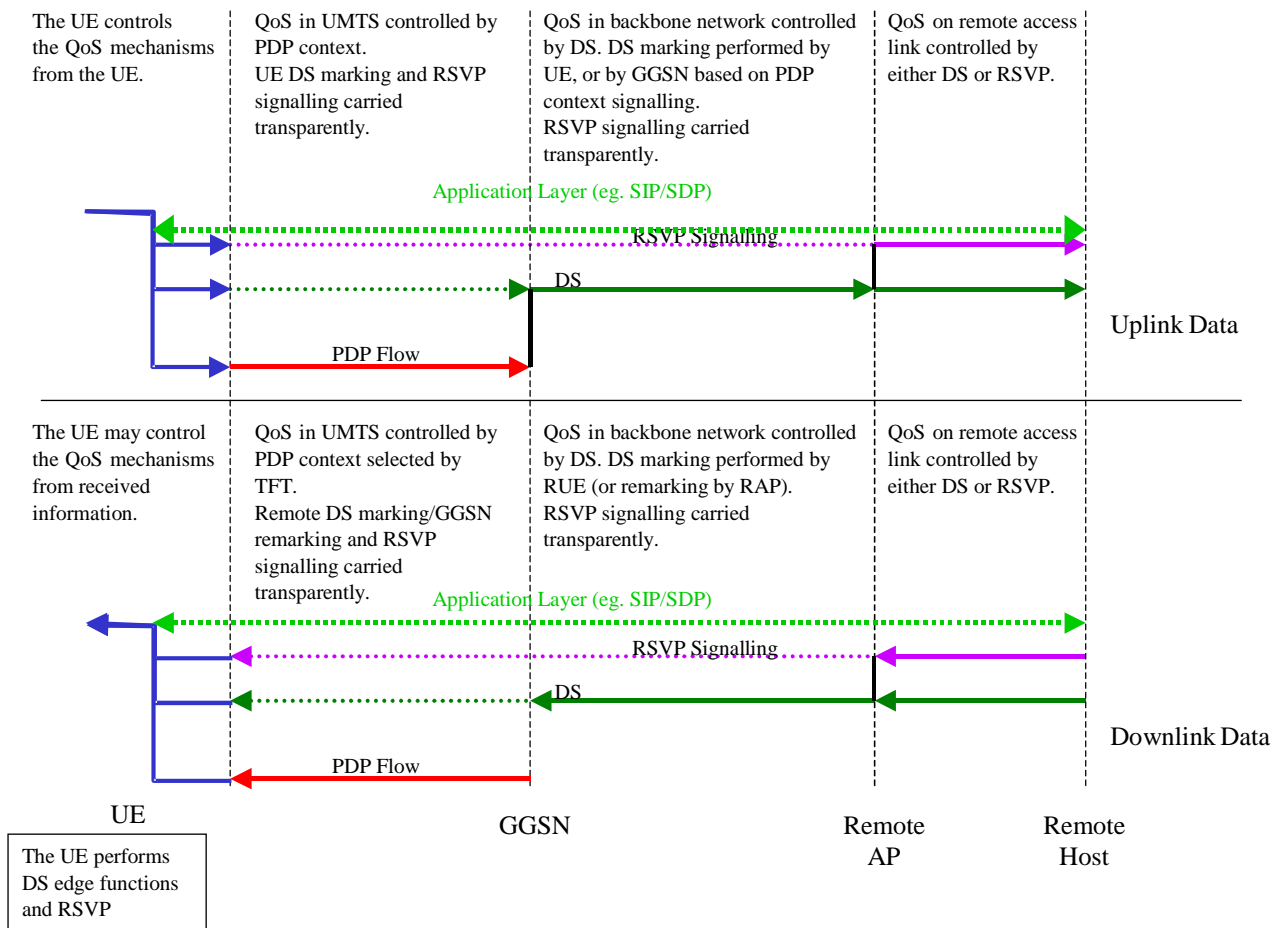 The UE controls
the QoS mechanisms
from the UE.
QoS in UMTS controlled by
PDP context.
UE DS marking and RSVP
signalling carried
transparently.
QoS in backbone network controlled
by DS. DS marking performed by
UE, or by GGSN based on PDP
context signalling.
RSVP signalling carried
transparently.
QoS on remote access
link controlled by
either DS or RSVP.
Application Layer (eg. SIP/SDP)
RSVP Signalling
DS
PDP Flow
Uplink Data
The UE may control
the QoS mechanisms
from received
information.
QoS in UMTS controlled by
PDP context selected by
TFT.
Remote DS marking/GGSN
remarking and RSVP
signalling carried
transparently.
QoS in backbone network controlled
by DS. DS marking performed by
RUE (or remarking by RAP).
RSVP signalling carried
transparently.
QoS on remote access
link controlled by
either DS or RSVP.
Application Layer (eg. SIP/SDP)
RSVP Signalling
DS
PDP Flow
Downlink Data
UE
GGSN
Remote
AP
Remote
Host
The UE performs
DS edge functions
and RSVP